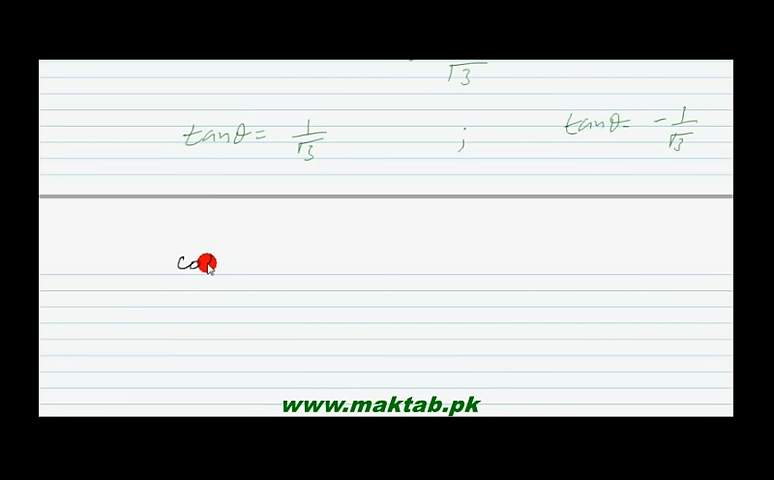 √3
tanθ = 1/√3 ; tanθ = -1/√3
www.maktab.pk